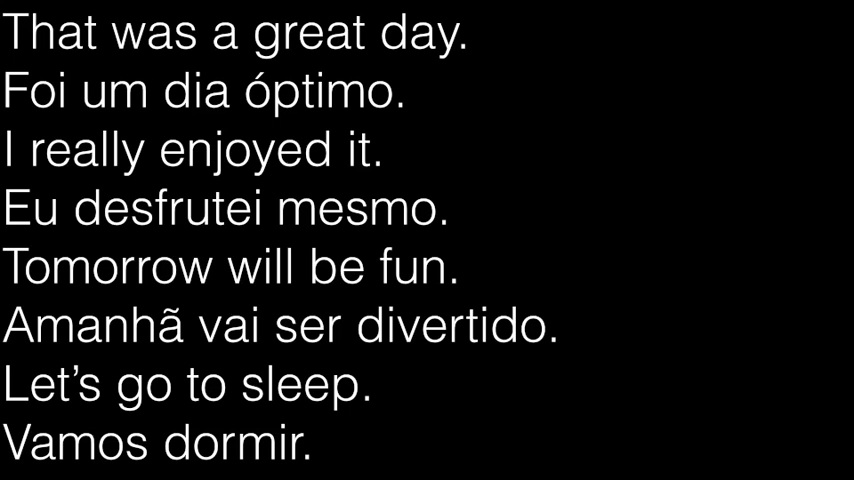 That was a great day.
Foi um dia óptimo.
I really enjoyed it.
Eu desfrutei mesmo.
Tomorrow will be fun.
Amanhã vai ser divertido.
Let’s go to sleep.
Vamos dormir.